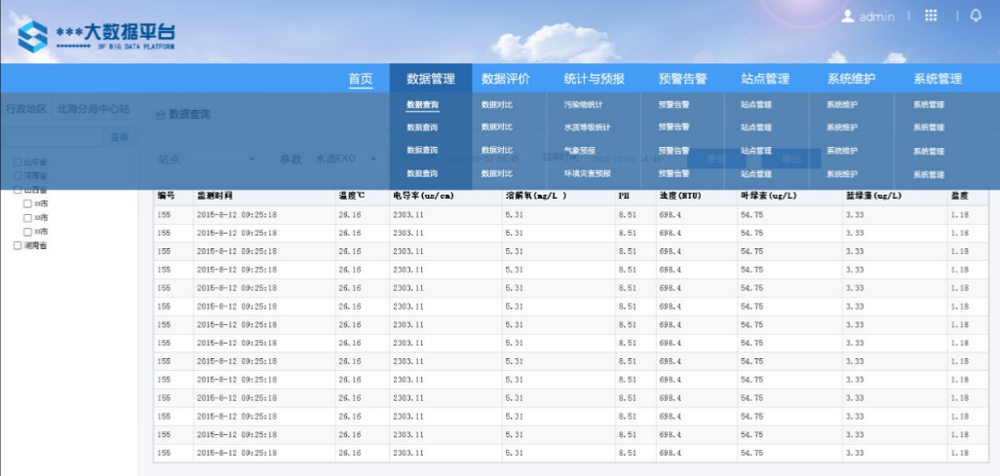 ***大数据平台
OF BIG DATA PLATFORM
admin
首页 数据管理 数据评价 统计与预报 预警告警 站点管理 系统维护 系统管理
行政地区 北海分局中心站
数据查询
查询
数据查询 数据对比 污染物统计 预警告警 站点管理 系统维护 系统管理
数据查询 数据对比 水质等级统计 预警告警 站点管理 系统维护 系统管理
数据查询 数据对比 气象预报 预警告警 站点管理 系统维护 系统管理
数据查询 数据对比 环境灾害预报 预警告警 站点管理 系统维护 系统管理
站点 参数 水质EXO 查询 导出
山东省
河南省
山西省
xx市
xx市
xx市
湖南省
编号 监测时间 温度℃ 电导率(us/cm) 溶解氧(mg/L ) PH 浊度(NTU) 叶绿素(ug/L) 蓝绿藻(ug/L) 盐度
155 2015-8-12 09:25:18 26.16 2303.11 5.31 8.51 698.4 54.75 3.33 1.18
155 2015-8-12 09:25:18 26.16 2303.11 5.31 8.51 698.4 54.75 3.33 1.18
155 2015-8-12 09:25:18 26.16 2303.11 5.31 8.51 698.4 54.75 3.33 1.18
155 2015-8-12 09:25:18 26.16 2303.11 5.31 8.51 698.4 54.75 3.33 1.18
155 2015-8-12 09:25:18 26.16 2303.11 5.31 8.51 698.4 54.75 3.33 1.18
155 2015-8-12 09:25:18 26.16 2303.11 5.31 8.51 698.4 54.75 3.33 1.18
155 2015-8-12 09:25:18 26.16 2303.11 5.31 8.51 698.4 54.75 3.33 1.18
155 2015-8-12 09:25:18 26.16 2303.11 5.31 8.51 698.4 54.75 3.33 1.18
155 2015-8-12 09:25:18 26.16 2303.11 5.31 8.51 698.4 54.75 3.33 1.18
155 2015-8-12 09:25:18 26.16 2303.11 5.31 8.51 698.4 54.75 3.33 1.18
155 2015-8-12 09:25:18 26.16 2303.11 5.31 8.51 698.4 54.75 3.33 1.18
155 2015-8-12 09:25:18 26.16 2303.11 5.31 8.51 698.4 54.75 3.33 1.18
155 2015-8-12 09:25:18 26.16 2303.11 5.31 8.51 698.4 54.75 3.33 1.18
155 2015-8-12 09:25:18 26.16 2303.11 5.31 8.51 698.4 54.75 3.33 1.18